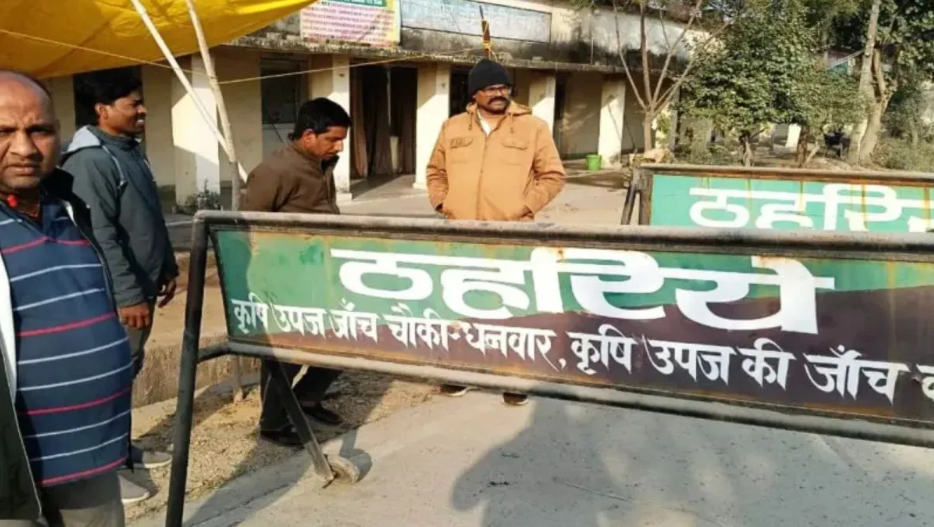 ठहरिये
ठहरिये
कृषि उपज जाँच चौकी-धनवार, कृषि उपज की जाँच